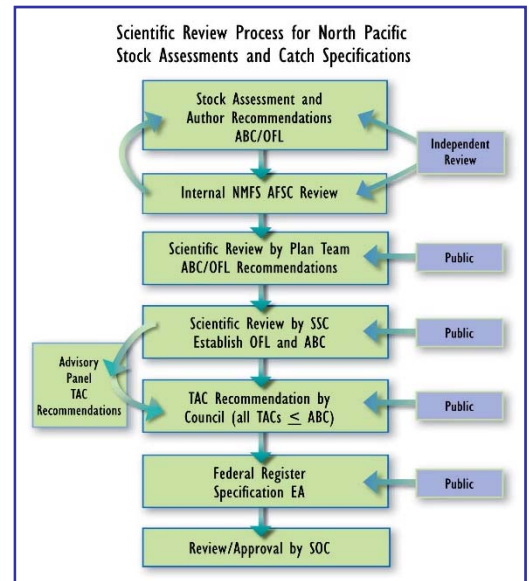 Scientific Review Process for North Pacific
Stock Assessments and Catch Specifications
Stock Assessment and
Author Recommendations
ABC/OFL
Independent
Review
Internal NMFS AFSC Review
Scientific Review by Plan Team
ABC/OFL Recommendations
Public
Scientific Review by SSC
Establish OFL and ABC
Public
Advisory
Panel
TAC
Recommendations
TAC Recommendation by
Council (all TACs ≤ ABC)
Public
Federal Register
Specification EA
Public
Review/Approval by SOC